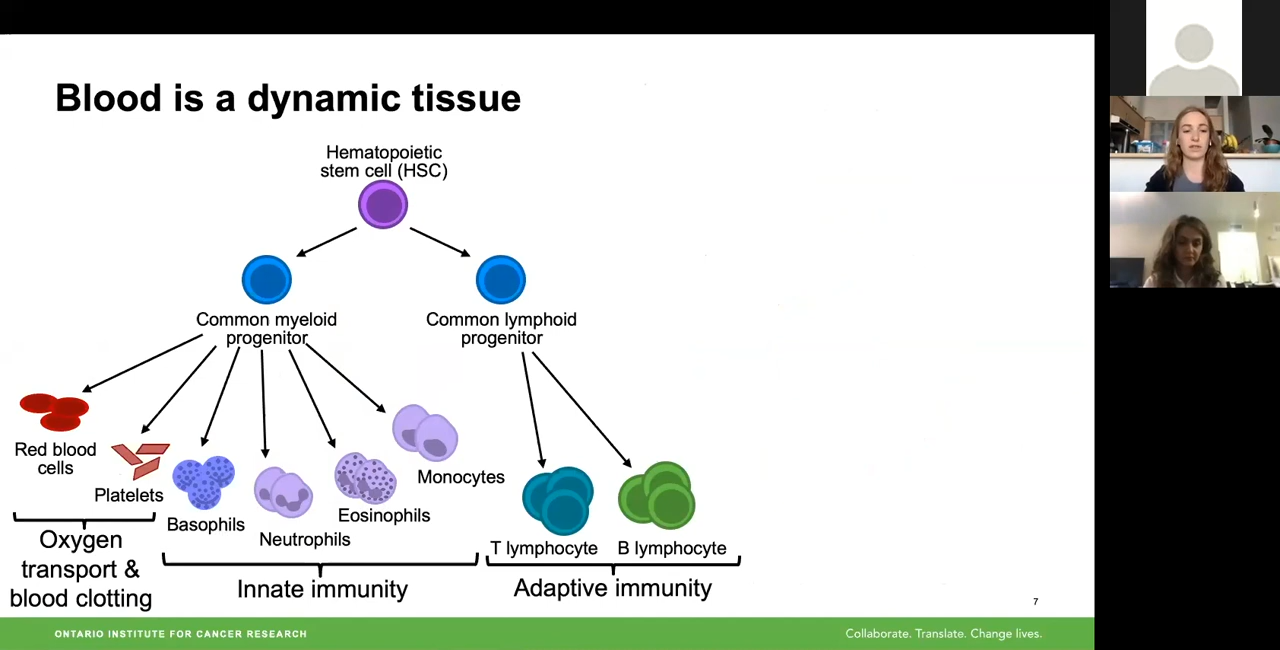 Blood is a dynamic tissue
Hematopoietic
stem cell (HSC)
Common myeloid
progenitor
Common lymphoid
progenitor
Red blood
cells
Platelets
Basophils
Neutrophils
Eosinophils
Monocytes
T lymphocyte
B lymphocyte
Oxygen
transport &
blood clotting
Innate immunity
Adaptive immunity
7
ONTARIO INSTITUTE FOR CANCER RESEARCH
Collaborate. Translate. Change lives.